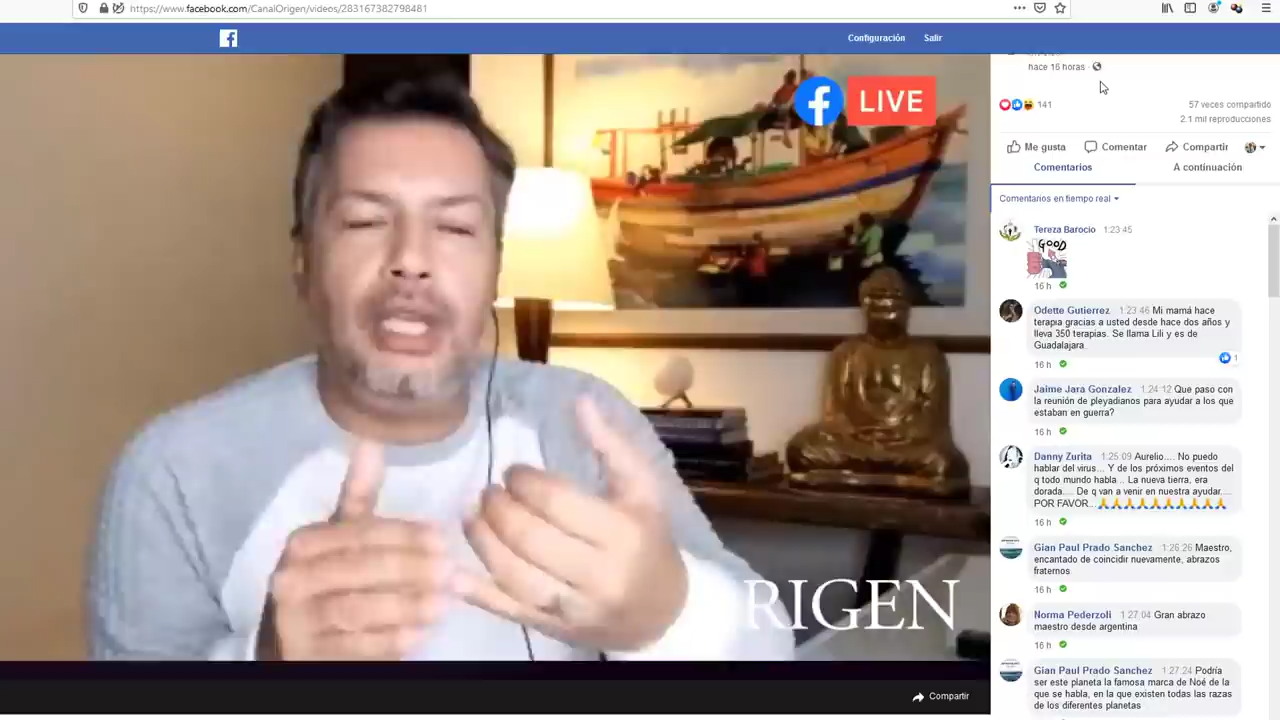 https://www.facebook.com/CanalOrigen/videos/283167382798481
Configuración
Salir
LIVE
RIGEN
Compartir
hace 16 horas
141
57 veces compartido
2.1 mil reproducciones
Me gusta
Comentar
Compartir
Comentarios
A continuación
Comentarios en tiempo real
Tereza Barocio 1:23:45
GOOD
16 h
Odette Gutierrez 1:23:46 Mi mamá hace
terapia gracias a usted desde hace dos años y
lleva 350 terapias. Se llama Lili y es de
Guadalajara.
1
16 h
Jaime Jara Gonzalez 1:24:12 Que paso con
la reunión de pleyadianos para ayudar a los que
estaban en guerra?
16 h
Danny Zurita 1:25:09 Aurelio.... No puedo
hablar del virus... Y de los próximos eventos del
q todo mundo habla .. La nueva tierra, era
dorada..... De q van a venir en nuestra ayudar....
POR FAVOR...🙏🙏🙏🙏🙏🙏🙏🙏🙏🙏
16 h
Gian Paul Prado Sanchez 1:26:26 Maestro,
encantado de coincidir nuevamente, abrazos
fraternos
16 h
Norma Pederzoli 1:27:04 Gran abrazo
maestro desde argentina
16 h
Gian Paul Prado Sanchez 1:27:24 Podría
ser este planeta la famosa marca de Noé de la
que se habla, en la que existen todas las razas
de los diferentes planetas